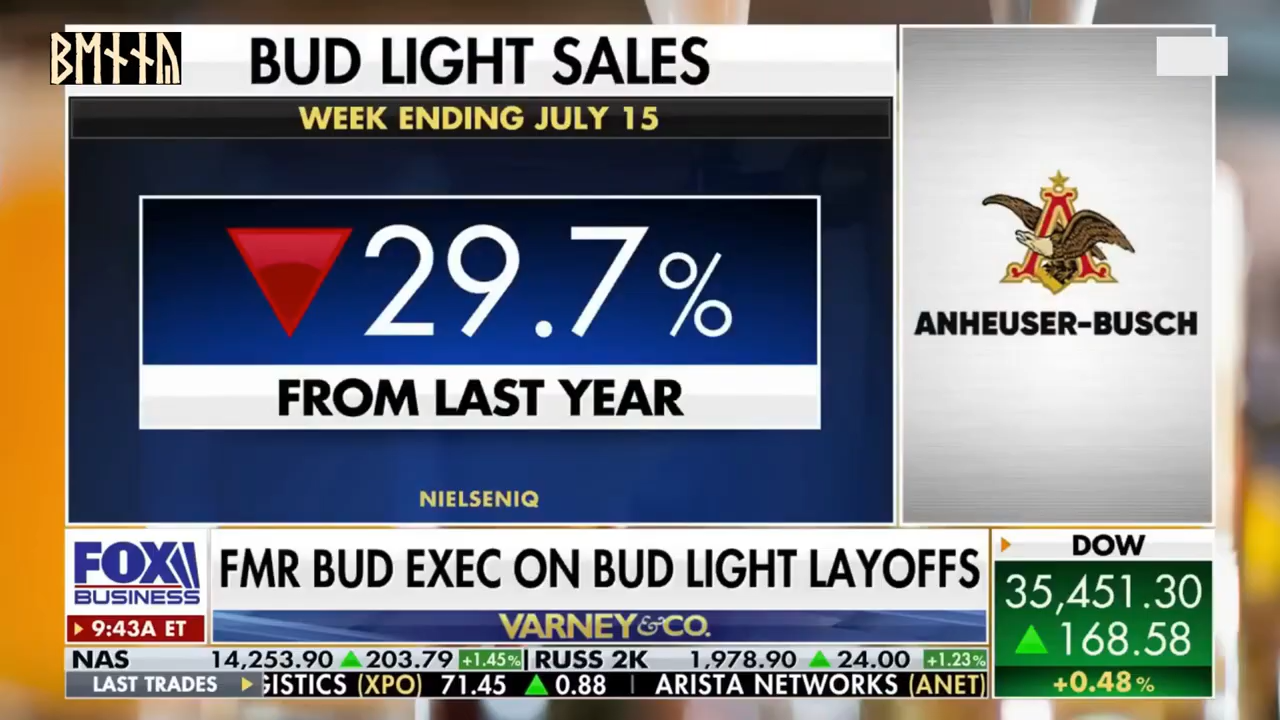 ᛒᛖᚾᚾᚤ
BUD LIGHT SALES
WEEK ENDING JULY 15
▼29.7%
FROM LAST YEAR
NIELSENIQ
A
ANHEUSER-BUSCH
FOX BUSINESS
9:43A ET
FMR BUD EXEC ON BUD LIGHT LAYOFFS
VARNEY&CO.
DOW
35,451.30
▲168.58
+0.48%
NAS 14,253.90 ▲203.79 +1.45% RUSS 2K 1,978.90 ▲24.00 +1.23%
LAST TRADES GISTICS (XPO) 71.45 ▲0.88 | ARISTA NETWORKS (ANET)